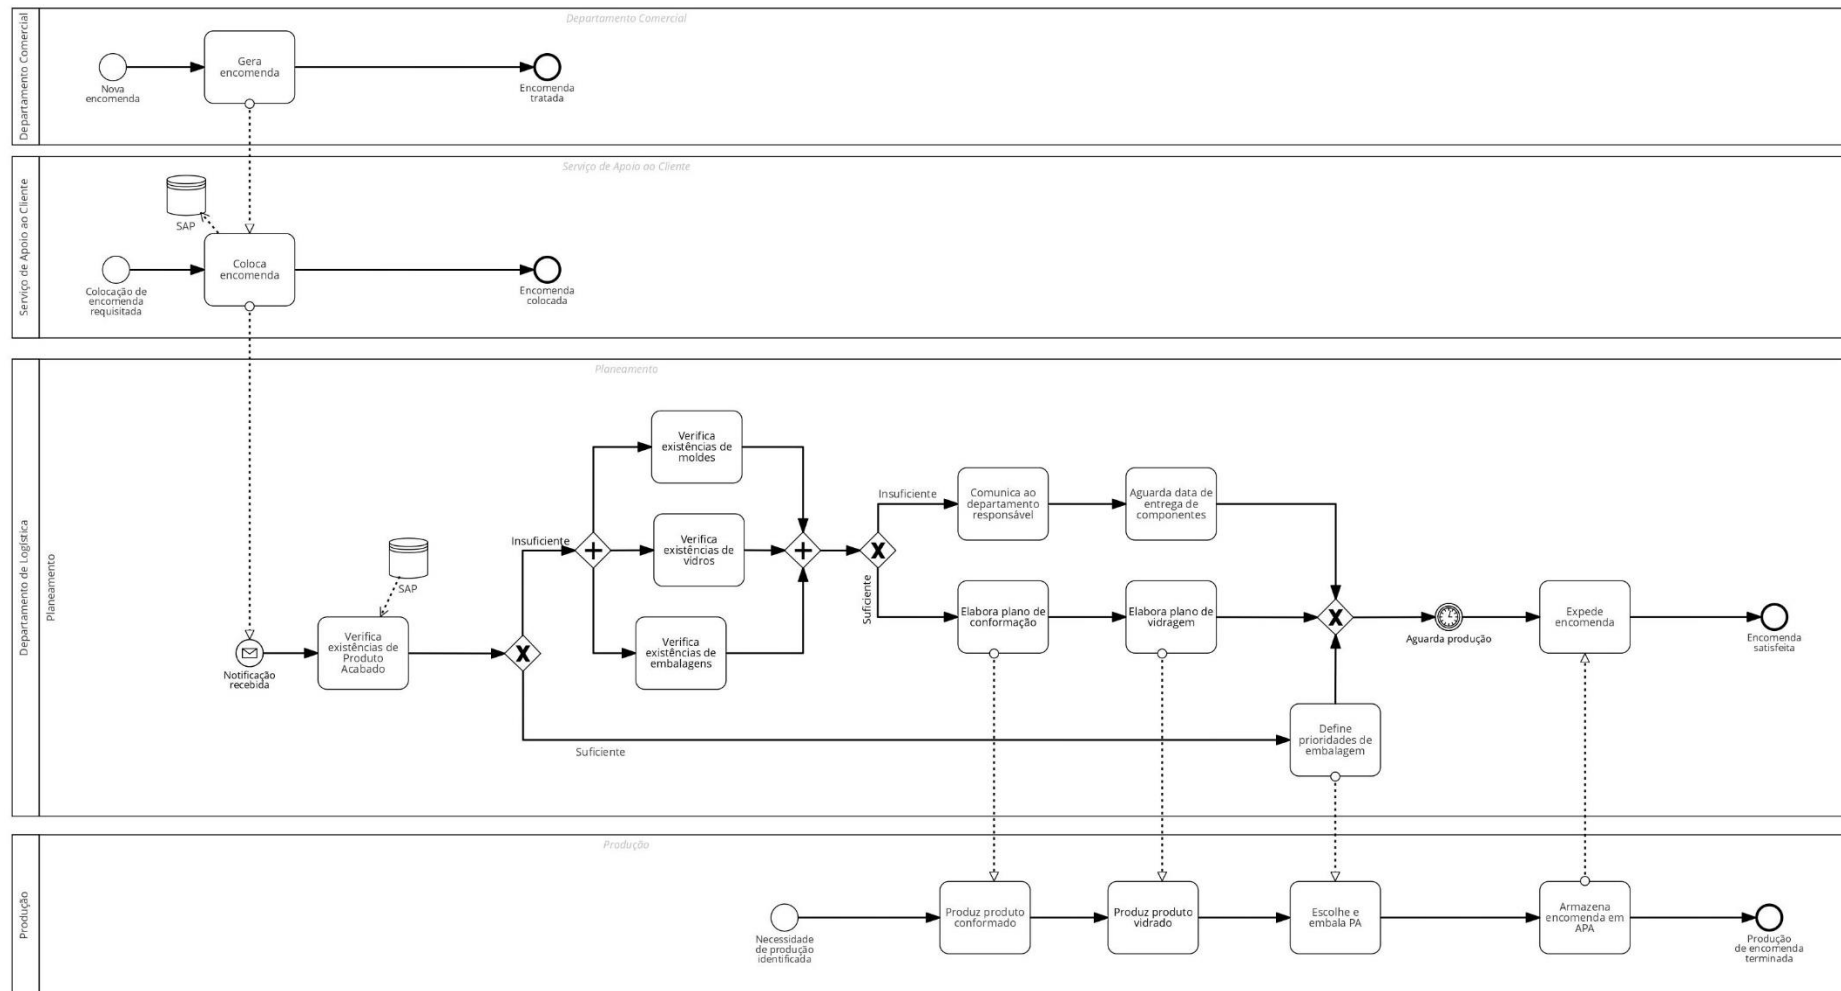 Departamento Comercial
Departamento Comercial
Nova
encomenda
Gera
encomenda
Encomenda
tratada
Serviço de Apoio ao Cliente
Serviço de Apoio ao Cliente
SAP
Colocação de
encomenda
requisitada
Coloca
encomenda
Encomenda
colocada
Departamento de Logística
Planeamento
Planeamento
Notificação
recebida
SAP
Verifica
existências de
Produto
Acabado
Insuficiente
Suficiente
Verifica
existências de
moldes
Verifica
existências de
vidros
Verifica
existências de
embalagens
Insuficiente
Suficiente
Comunica ao
departamento
responsável
Aguarda data de
entrega de
componentes
Elabora plano de
conformação
Elabora plano de
vidragem
Define
prioridades de
embalagem
Aguarda produção
Expede
encomenda
Encomenda
satisfeita
Produção
Produção
Necessidade
de produção
identificada
Produz produto
conformado
Produz produto
vidrado
Escolhe e
embala PA
Armazena
encomenda em
APA
Produção
de encomenda
terminada